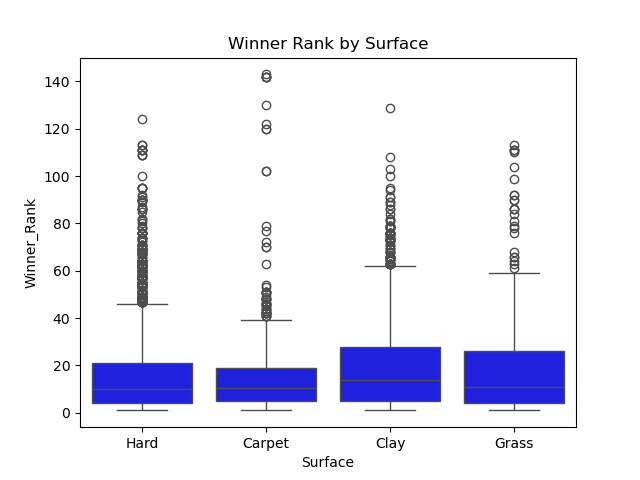 Winner Rank by Surface
Winner_Rank
140
120
100
80
60
40
20
0
Hard
Carpet
Clay
Grass
Surface